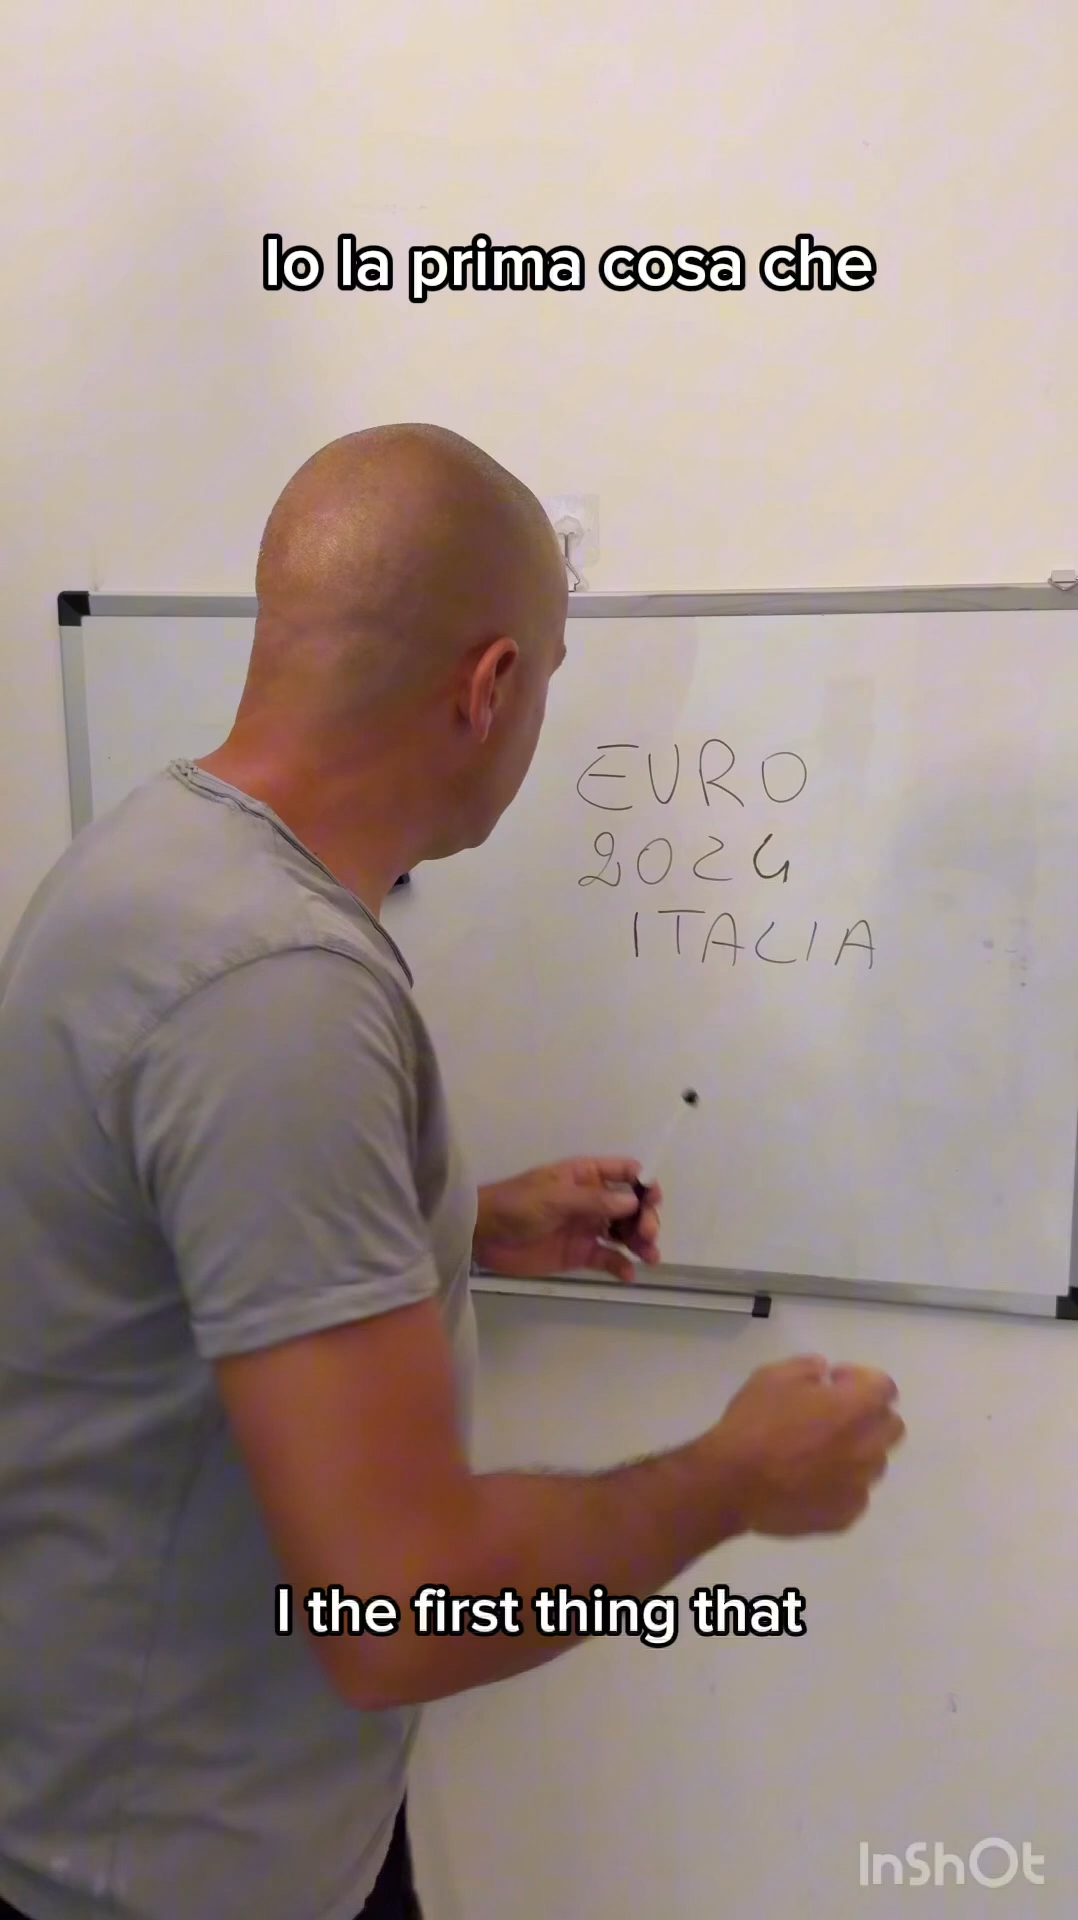 Io la prima cosa che
EURO
2024
ITALIA
I the first thing that
InShOt